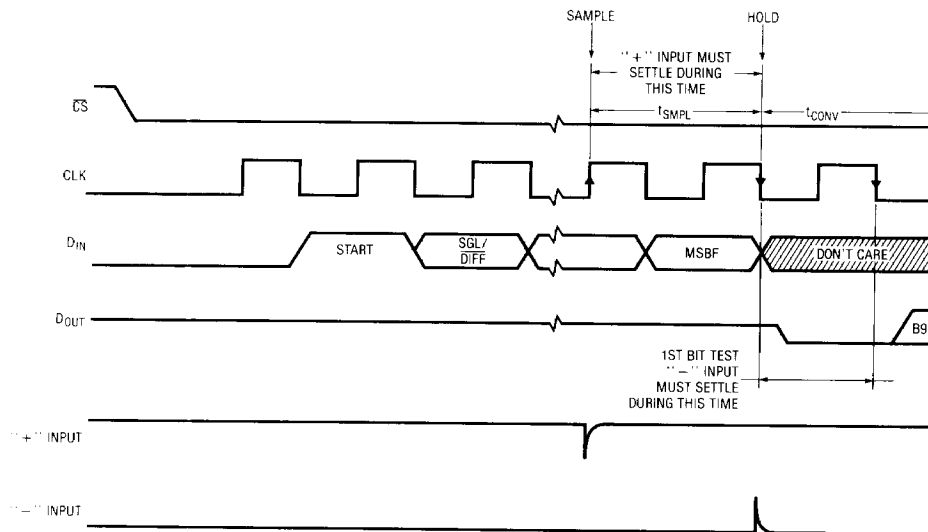 SAMPLE
HOLD
"+" INPUT MUST
SETTLE DURING
THIS TIME
CS
tSMPL
tCONV
CLK
DIN
START
SGL/
DIFF
MSBF
DON'T CARE
DOUT
B9
1ST BIT TEST
"−" INPUT
MUST SETTLE
DURING THIS TIME
"+" INPUT
"−" INPUT